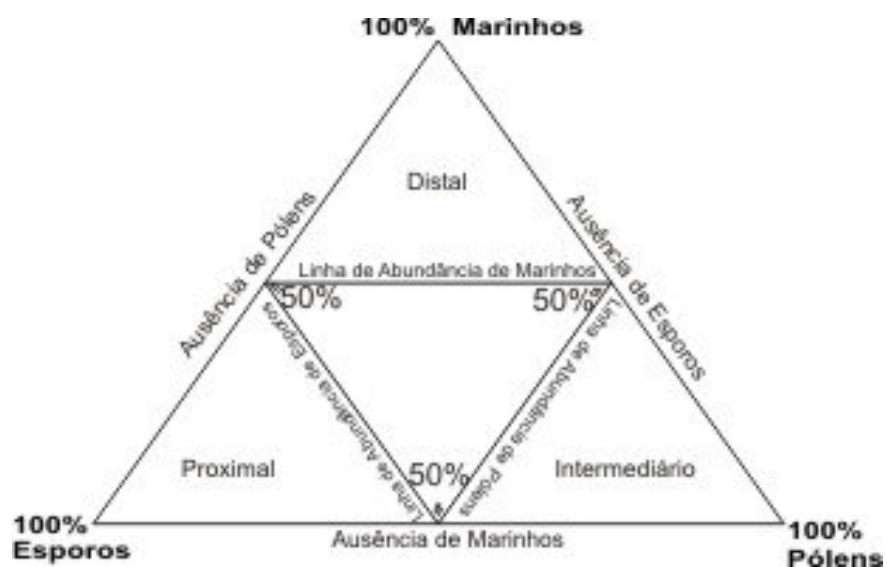 100% Marinhos
Distal
Ausência de Pólens
Ausência de Esporos
Linha de Abundância de Marinhos
50%
50%
Linha de Abundância de Esporos
Linha de Abundância de Pólens
Proximal
50%
Intermediário
100%
Esporos
Ausência de Marinhos
100%
Pólens